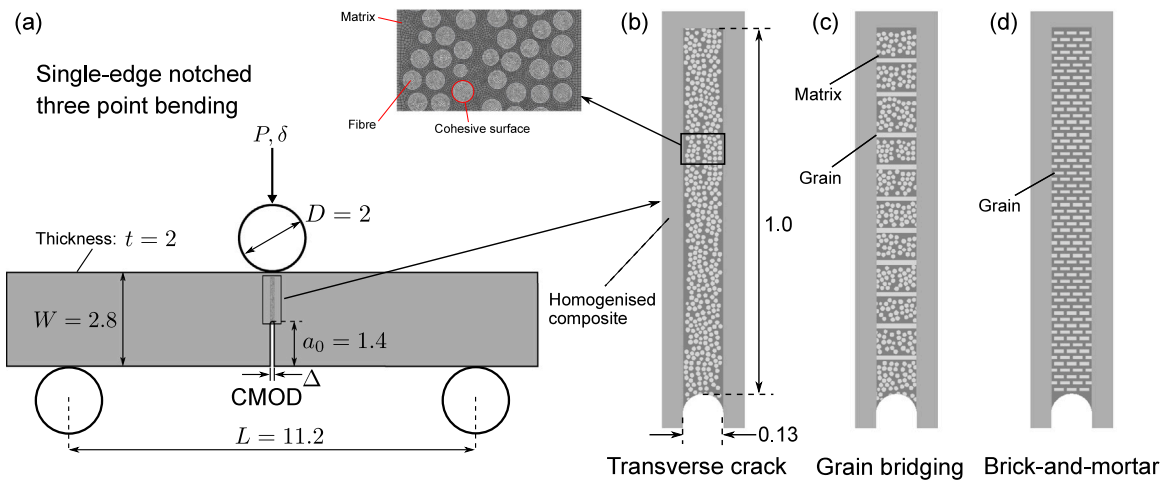 (a)
Single-edge notched
three point bending
Matrix
Fibre
Cohesive surface
P, δ
D = 2
Thickness: t = 2
W = 2.8
a₀ = 1.4
Δ
CMOD
L = 11.2
(b)
1.0
Homogenised
composite
0.13
Transverse crack
(c)
Matrix
Grain
Grain bridging
(d)
Grain
Brick-and-mortar